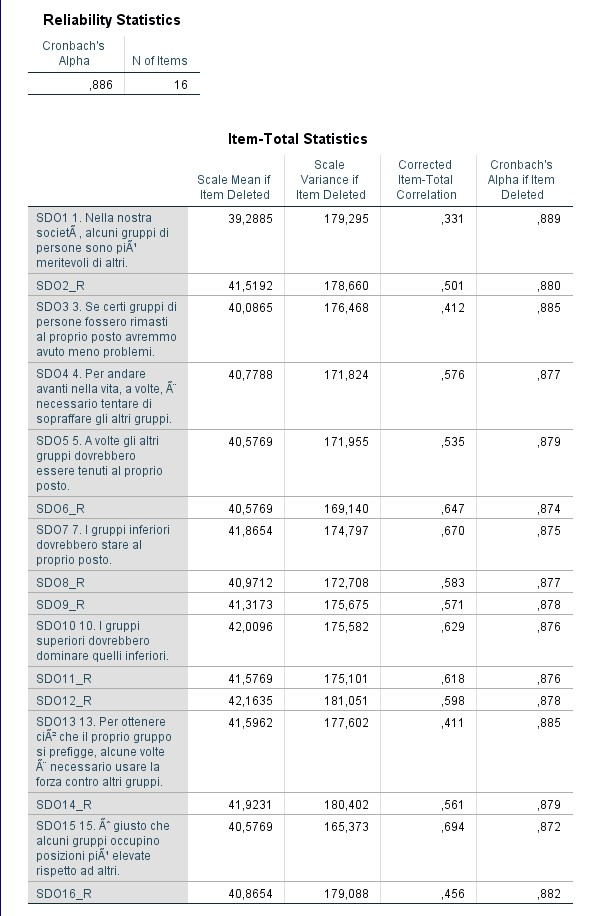 Reliability Statistics
Cronbach's
Alpha N of Items
,886 16
Item-Total Statistics
Scale Mean if
Item Deleted
Scale
Variance if
Item Deleted
Corrected
Item-Total
Correlation
Cronbach's
Alpha if Item
Deleted
SDO1 1. Nella nostra 39,2885 179,295 ,331 ,889
societÃ , alcuni gruppi di
persone sono piÃ¹
meritevoli di altri.
SDO2_R 41,5192 178,660 ,501 ,880
SDO3 3. Se certi gruppi di 40,0865 176,468 ,412 ,885
persone fossero rimasti
al proprio posto avremmo
avuto meno problemi.
SDO4 4. Per andare 40,7788 171,824 ,576 ,877
avanti nella vita, a volte, Ã¨
necessario tentare di
sopraffare gli altri gruppi.
SDO5 5. A volte gli altri 40,5769 171,955 ,535 ,879
gruppi dovrebbero
essere tenuti al proprio
posto.
SDO6_R 40,5769 169,140 ,647 ,874
SDO7 7. I gruppi inferiori 41,8654 174,797 ,670 ,875
dovrebbero stare al
proprio posto.
SDO8_R 40,9712 172,708 ,583 ,877
SDO9_R 41,3173 175,675 ,571 ,878
SDO10 10. I gruppi 42,0096 175,582 ,629 ,876
superiori dovrebbero
dominare quelli inferiori.
SDO11_R 41,5769 175,101 ,618 ,876
SDO12_R 42,1635 181,051 ,598 ,878
SDO13 13. Per ottenere 41,5962 177,602 ,411 ,885
ciÃ² che il proprio gruppo
si prefigge, alcune volte
Ã¨ necessario usare la
forza contro altri gruppi.
SDO14_R 41,9231 180,402 ,561 ,879
SDO15 15. Ãˆ giusto che 40,5769 165,373 ,694 ,872
alcuni gruppi occupino
posizioni piÃ¹ elevate
rispetto ad altri.
SDO16_R 40,8654 179,088 ,456 ,882